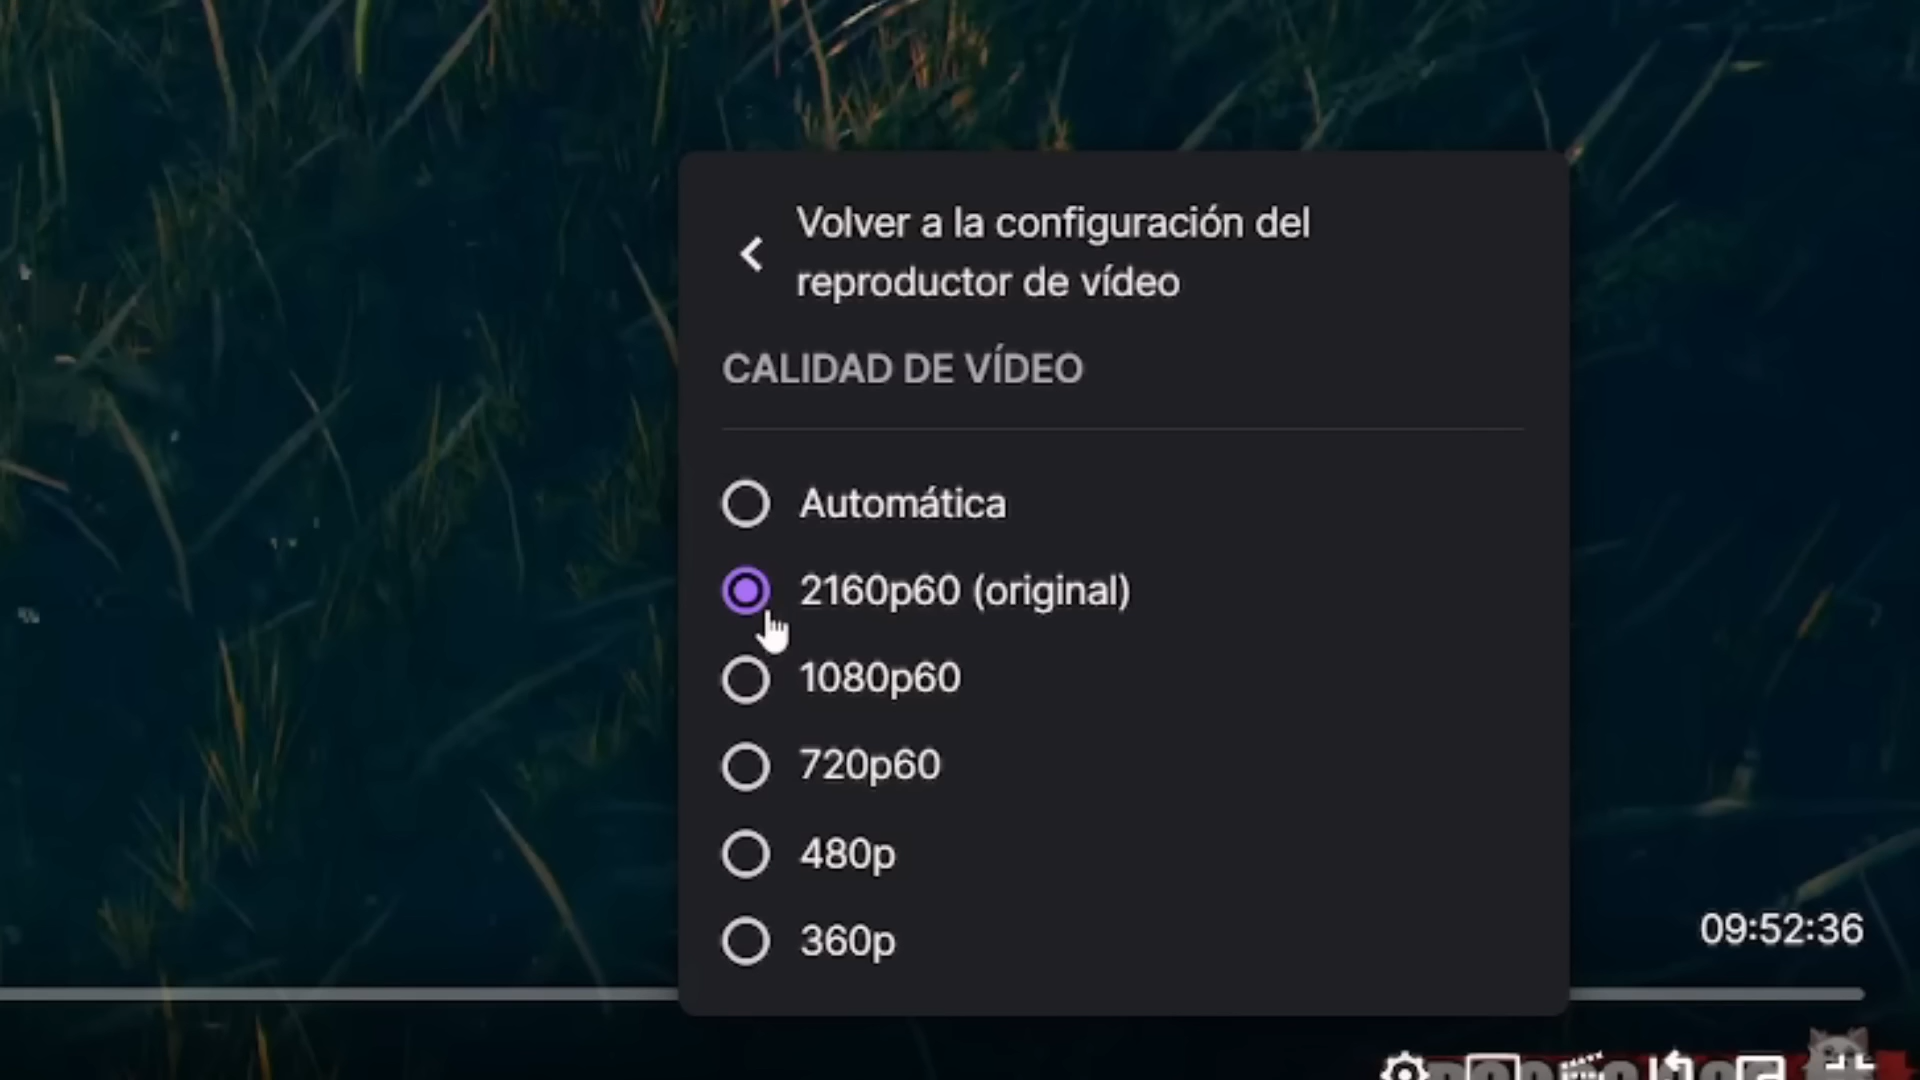 Volver a la configuración del
reproductor de vídeo
CALIDAD DE VÍDEO
Automática
2160p60 (original)
1080p60
720p60
480p
360p
09:52:36